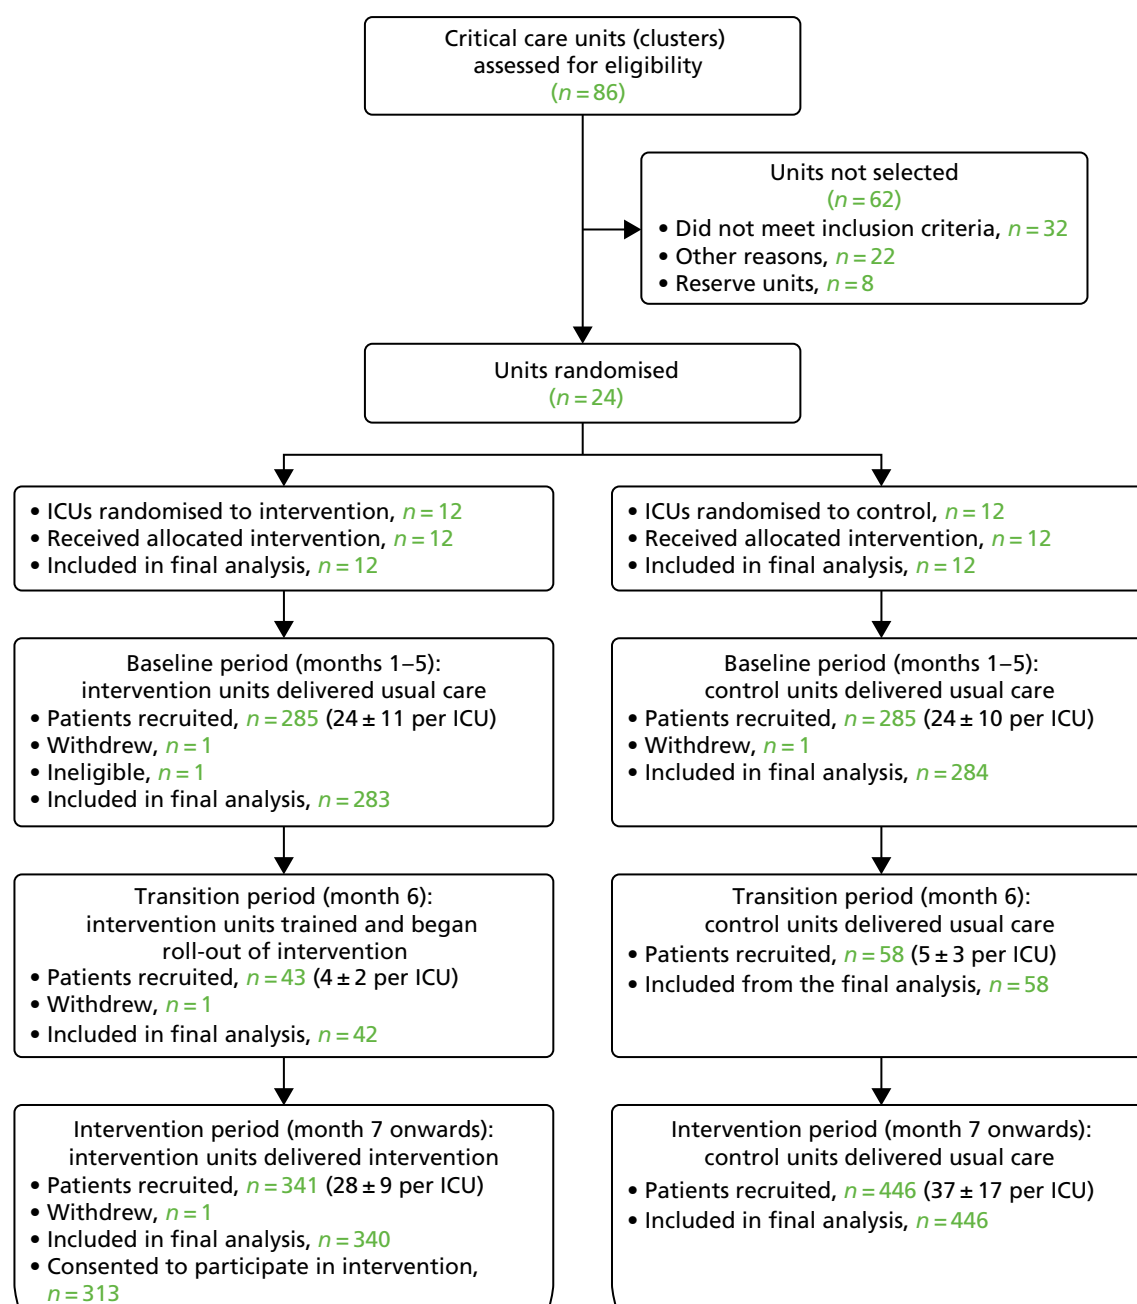 Critical care units (clusters)
assessed for eligibility
(n = 86)
Units not selected
(n = 62)
• Did not meet inclusion criteria, n = 32
• Other reasons, n = 22
• Reserve units, n = 8
Units randomised
(n = 24)
• ICUs randomised to intervention, n = 12
• Received allocated intervention, n = 12
• Included in final analysis, n = 12
• ICUs randomised to control, n = 12
• Received allocated intervention, n = 12
• Included in final analysis, n = 12
Baseline period (months 1–5):
intervention units delivered usual care
• Patients recruited, n = 285 (24 ± 11 per ICU)
• Withdrew, n = 1
• Ineligible, n = 1
• Included in final analysis, n = 283
Baseline period (months 1–5):
control units delivered usual care
• Patients recruited, n = 285 (24 ± 10 per ICU)
• Withdrew, n = 1
• Included in final analysis, n = 284
Transition period (month 6):
intervention units trained and began
roll-out of intervention
• Patients recruited, n = 43 (4 ± 2 per ICU)
• Withdrew, n = 1
• Included in final analysis, n = 42
Transition period (month 6):
control units delivered usual care
• Patients recruited, n = 58 (5 ± 3 per ICU)
• Included from the final analysis, n = 58
Intervention period (month 7 onwards):
intervention units delivered intervention
• Patients recruited, n = 341 (28 ± 9 per ICU)
• Withdrew, n = 1
• Included in final analysis, n = 340
• Consented to participate in intervention,
n = 313
Intervention period (month 7 onwards):
control units delivered usual care
• Patients recruited, n = 446 (37 ± 17 per ICU)
• Included in final analysis, n = 446